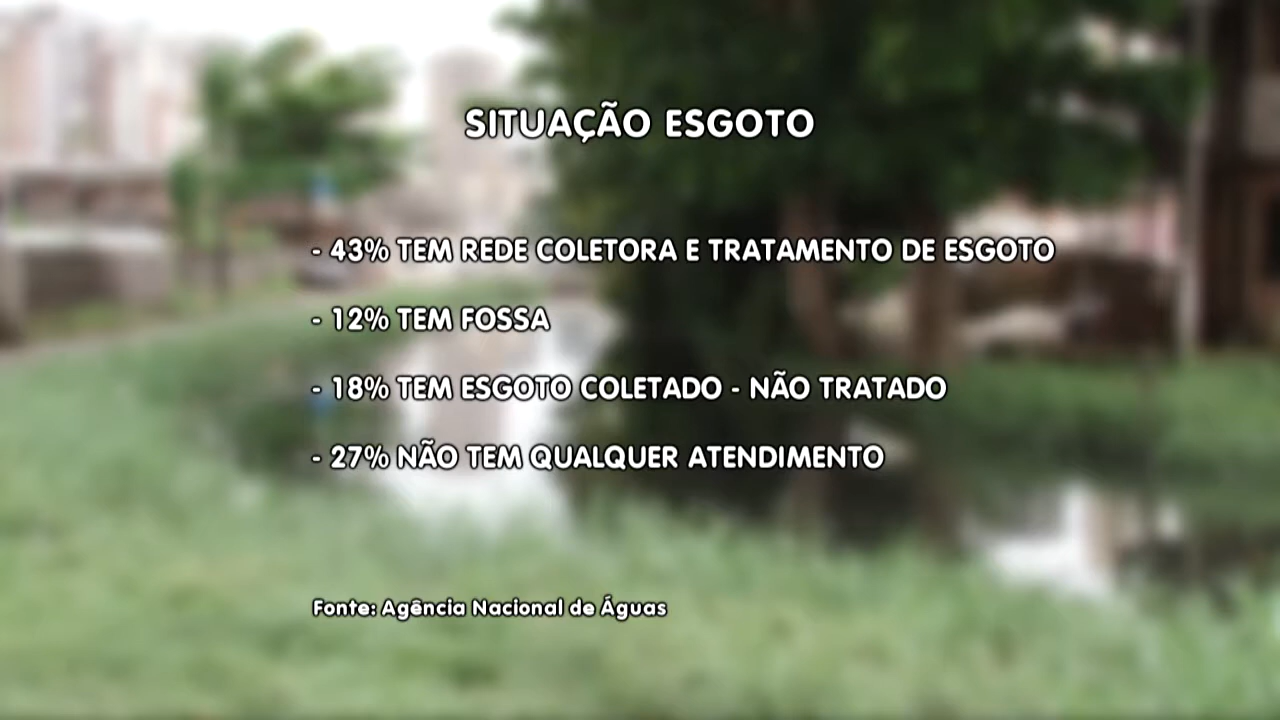 SITUAÇÃO ESGOTO
- 43% TEM REDE COLETORA E TRATAMENTO DE ESGOTO
- 12% TEM FOSSA
- 18% TEM ESGOTO COLETADO - NÃO TRATADO
- 27% NÃO TEM QUALQUER ATENDIMENTO
Fonte: Agência Nacional de Águas